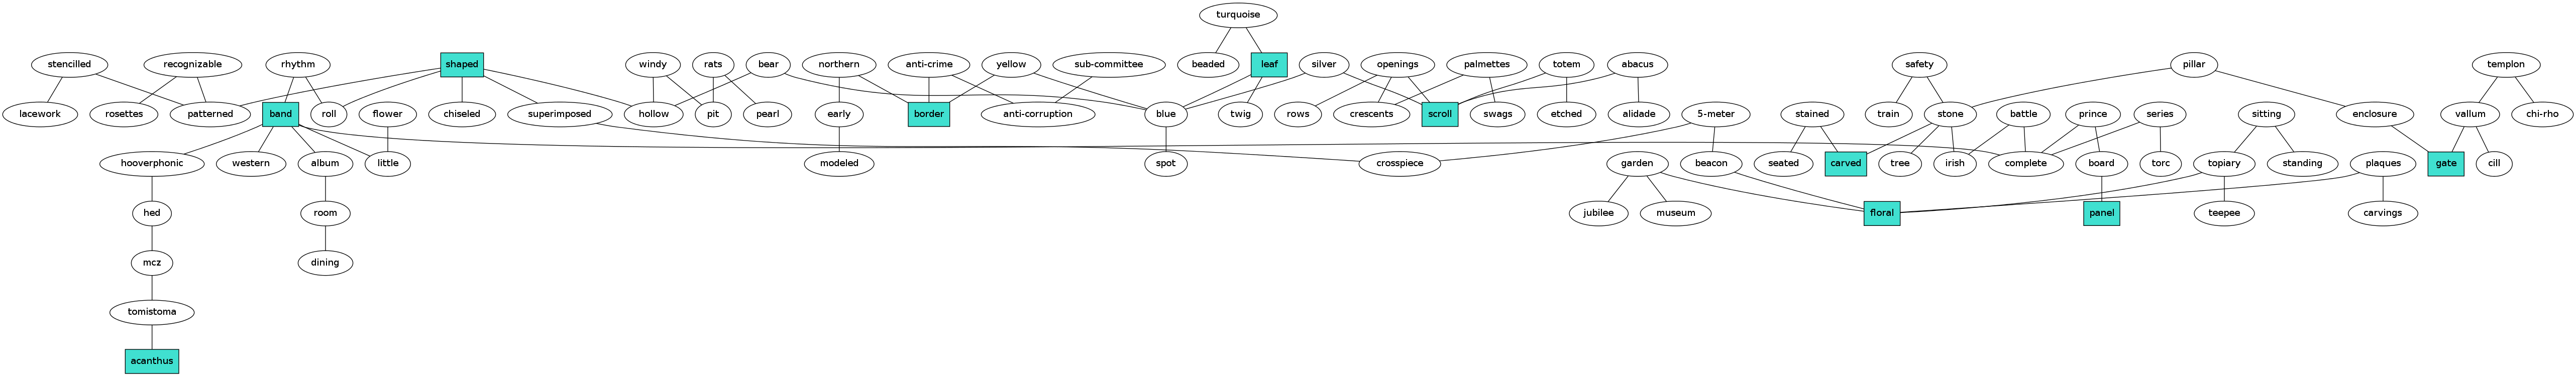 turquoise
stencilled recognizable rhythm shaped windy rats bear northern anti-crime yellow sub-committee beaded leaf silver openings palmettes totem abacus safety pillar templon
lacework rosettes patterned band roll flower chiseled superimposed hollow pit pearl early border anti-corruption blue twig rows crescents scroll swags etched alidade 5-meter stained train stone battle prince series sitting enclosure vallum chi-rho
hooverphonic western album little modeled spot crosspiece garden beacon seated carved tree irish complete board torc topiary standing plaques gate cill
hed room jubilee museum floral panel teepee carvings
mcz dining
tomistoma
acanthus